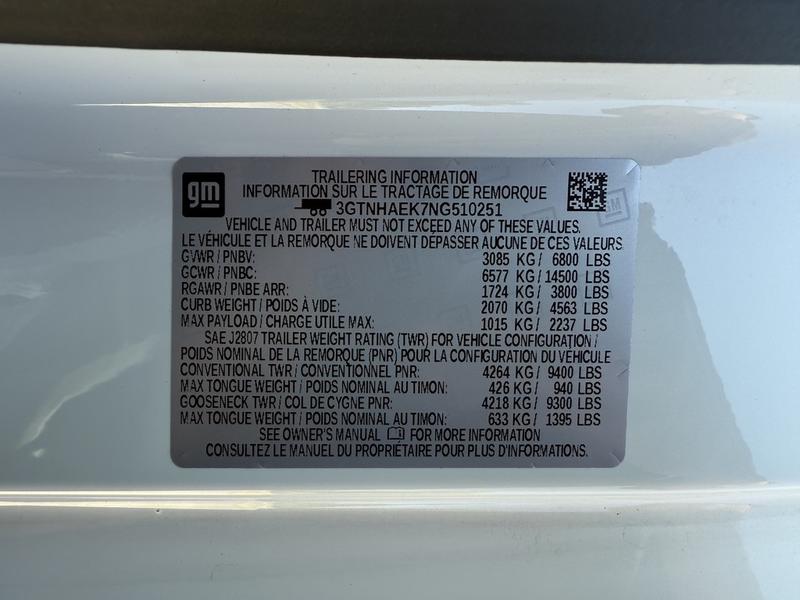 gm
TRAILERING INFORMATION
INFORMATION SUR LE TRACTAGE DE REMORQUE
3GTNHAEK7NG510251
VEHICLE AND TRAILER MUST NOT EXCEED ANY OF THESE VALUES.
LE VÉHICULE ET LA REMORQUE NE DOIVENT DÉPASSER AUCUNE DE CES VALEURS.
GVWR / PNBV: 3085 KG / 6800 LBS
GCWR / PNBC: 6577 KG / 14500 LBS
RGAWR / PNBE ARR: 1724 KG / 3800 LBS
CURB WEIGHT / POIDS À VIDE: 2070 KG / 4563 LBS
MAX PAYLOAD / CHARGE UTILE MAX: 1015 KG / 2237 LBS
SAE J2807 TRAILER WEIGHT RATING (TWR) FOR VEHICLE CONFIGURATION /
POIDS NOMINAL DE LA REMORQUE (PNR) POUR LA CONFIGURATION DU VÉHICULE
CONVENTIONAL TWR / CONVENTIONNEL PNR: 4264 KG / 9400 LBS
MAX TONGUE WEIGHT / POIDS NOMINAL AU TIMON: 426 KG / 940 LBS
GOOSENECK TWR / COL DE CYGNE PNR: 4218 KG / 9300 LBS
MAX TONGUE WEIGHT / POIDS NOMINAL AU TIMON: 633 KG / 1395 LBS
SEE OWNER'S MANUAL FOR MORE INFORMATION
CONSULTEZ LE MANUEL DU PROPRIÉTAIRE POUR PLUS D'INFORMATIONS.